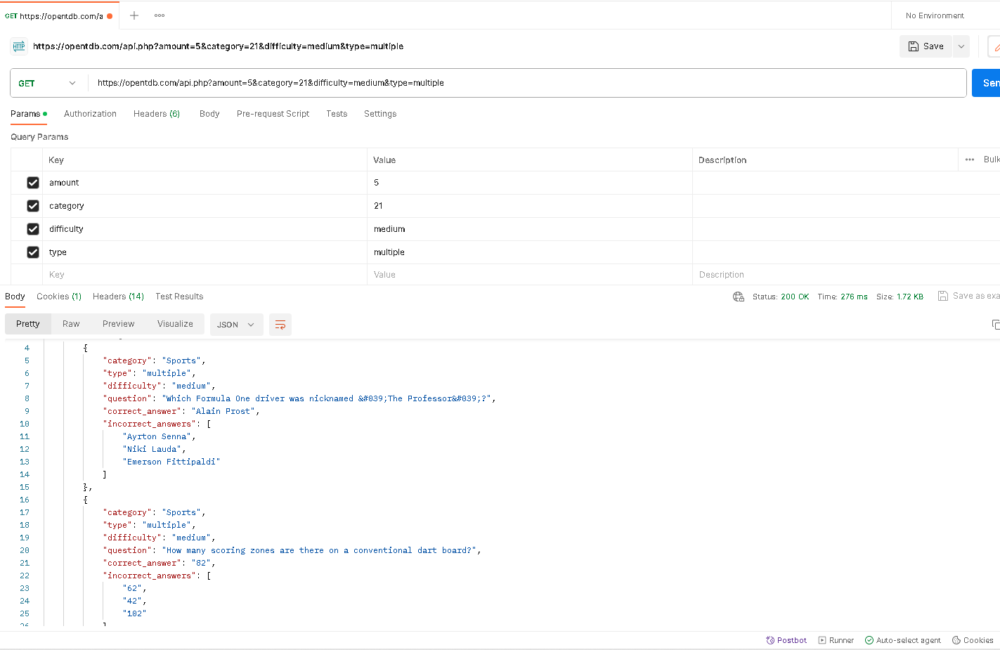 GET https://opentdb.com/a
No Environment
HTTP https://opentdb.com/api.php?amount=5&category=21&difficulty=medium&type=multiple
Save
GET https://opentdb.com/api.php?amount=5&category=21&difficulty=medium&type=multiple
Sen
Params Authorization Headers (6) Body Pre-request Script Tests Settings
Query Params
Key Value Description Bulk
amount 5
category 21
difficulty medium
type multiple
Key Value Description
Body Cookies (1) Headers (14) Test Results Status: 200 OK Time: 276 ms Size: 1.72 KB Save as exa
Pretty Raw Preview Visualize JSON
4 {
5 "category": "Sports",
6 "type": "multiple",
7 "difficulty": "medium",
8 "question": "Which Formula One driver was nicknamed &#039;The Professor&#039;?",
9 "correct_answer": "Alain Prost",
10 "incorrect_answers": [
11 "Ayrton Senna",
12 "Niki Lauda",
13 "Emerson Fittipaldi"
14 ]
15 },
16 {
17 "category": "Sports",
18 "type": "multiple",
19 "difficulty": "medium",
20 "question": "How many scoring zones are there on a conventional dart board?",
21 "correct_answer": "82",
22 "incorrect_answers": [
23 "62",
24 "42",
25 "102"
26 ]
Postbot Runner Auto-select agent Cookies